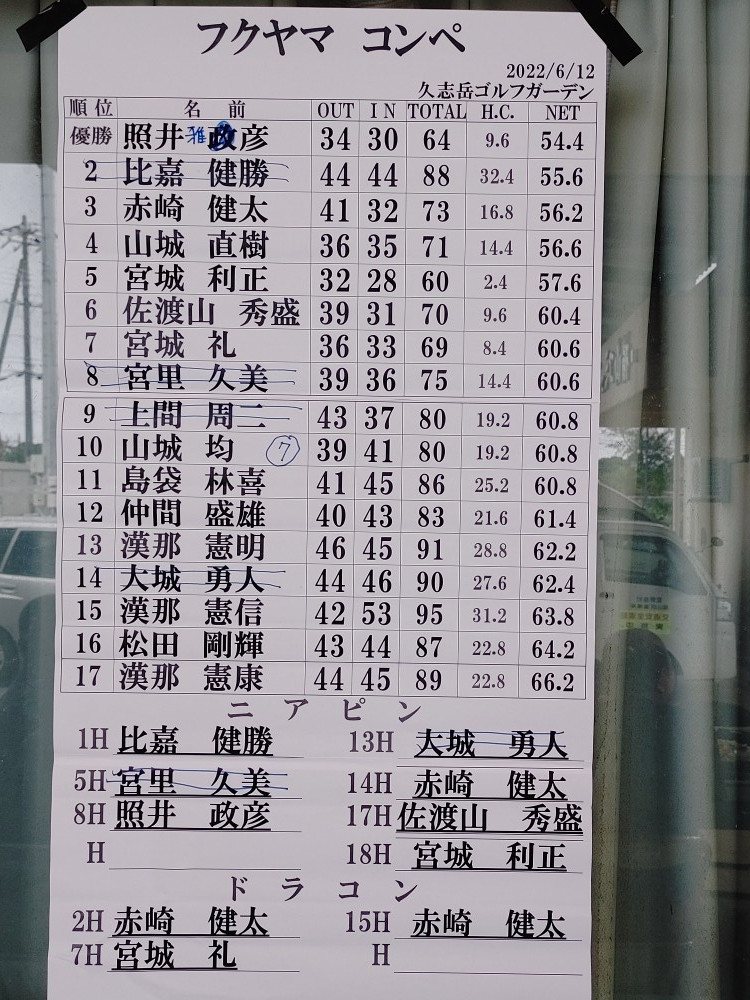 フクヤマ コンペ
2022/6/12
久志岳ゴルフガーデン
順位 名 前 OUT IN TOTAL H.C. NET
優勝 照井 雅 政彦 34 30 64 9.6 54.4
2 比嘉 健勝 44 44 88 32.4 55.6
3 赤崎 健太 41 32 73 16.8 56.2
4 山城 直樹 36 35 71 14.4 56.6
5 宮城 利正 32 28 60 2.4 57.6
6 佐渡山 秀盛 39 31 70 9.6 60.4
7 宮城 礼 36 33 69 8.4 60.6
8 宮里 久美 39 36 75 14.4 60.6
9 上間 周二 43 37 80 19.2 60.8
10 山城 均 ⑦ 39 41 80 19.2 60.8
11 島袋 林喜 41 45 86 25.2 60.8
12 仲間 盛雄 40 43 83 21.6 61.4
13 漢那 憲明 46 45 91 28.8 62.2
14 大城 勇人 44 46 90 27.6 62.4
15 漢那 憲信 42 53 95 31.2 63.8
16 松田 剛輝 43 44 87 22.8 64.2
17 漢那 憲康 44 45 89 22.8 66.2
ニ ア ピ ン
1H 比嘉 健勝 13H 大城 勇人
5H 宮里 久美 14H 赤崎 健太
8H 照井 政彦 17H 佐渡山 秀盛
H 18H 宮城 利正
ド ラ コ ン
2H 赤崎 健太 15H 赤崎 健太
7H 宮城 礼 H